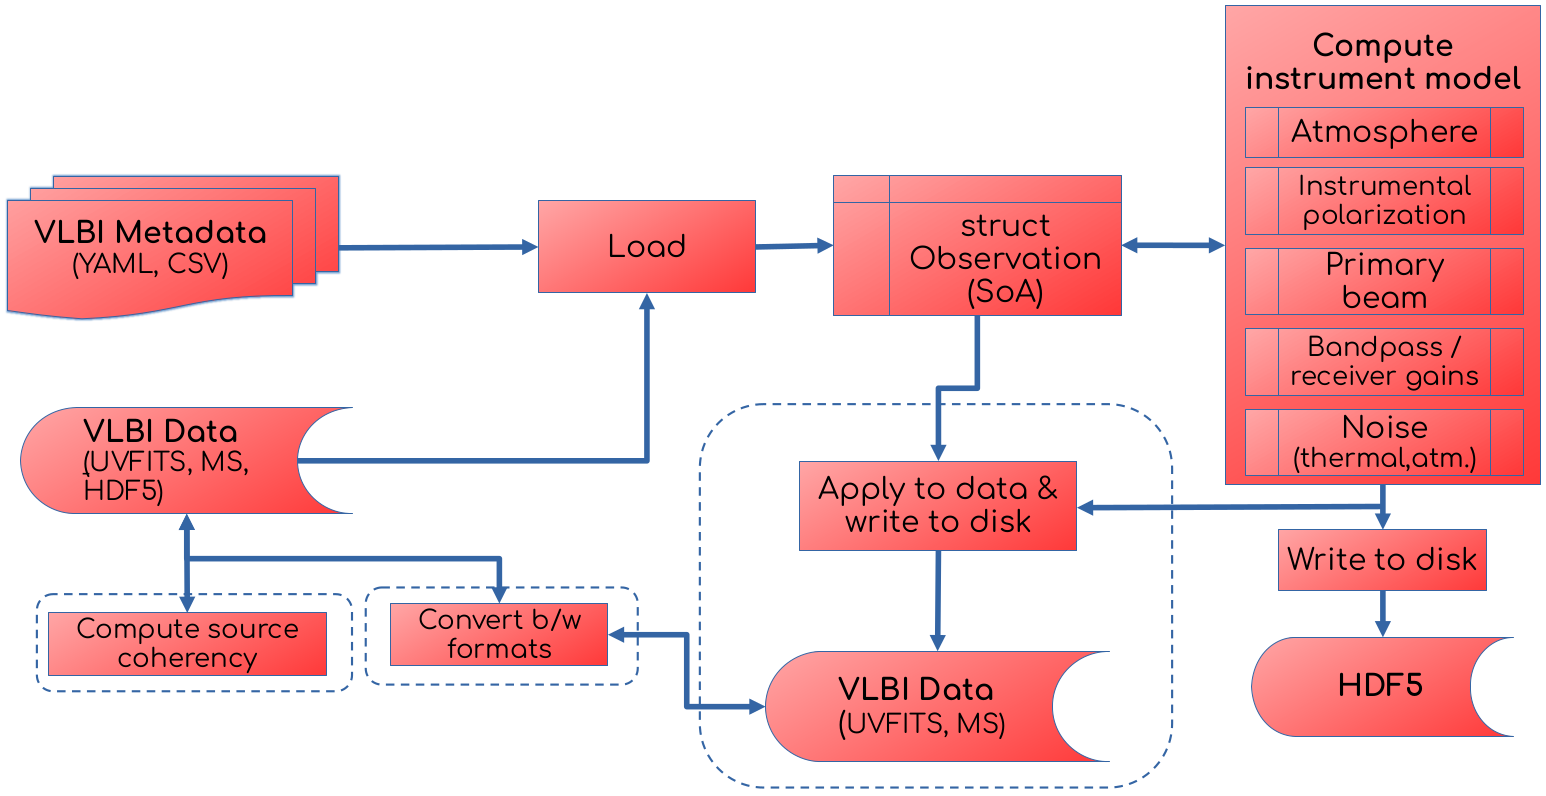 Compute
instrument model
Atmosphere
Instrumental
polarization
Primary
beam
Bandpass /
receiver gains
Noise
(thermal,atm.)
VLBI Metadata
(YAML, CSV)
Load
struct
Observation
(SoA)
VLBI Data
(UVFITS, MS,
HDF5)
Apply to data &
write to disk
Write to disk
Compute source
coherency
Convert b/w
formats
VLBI Data
(UVFITS, MS)
HDF5